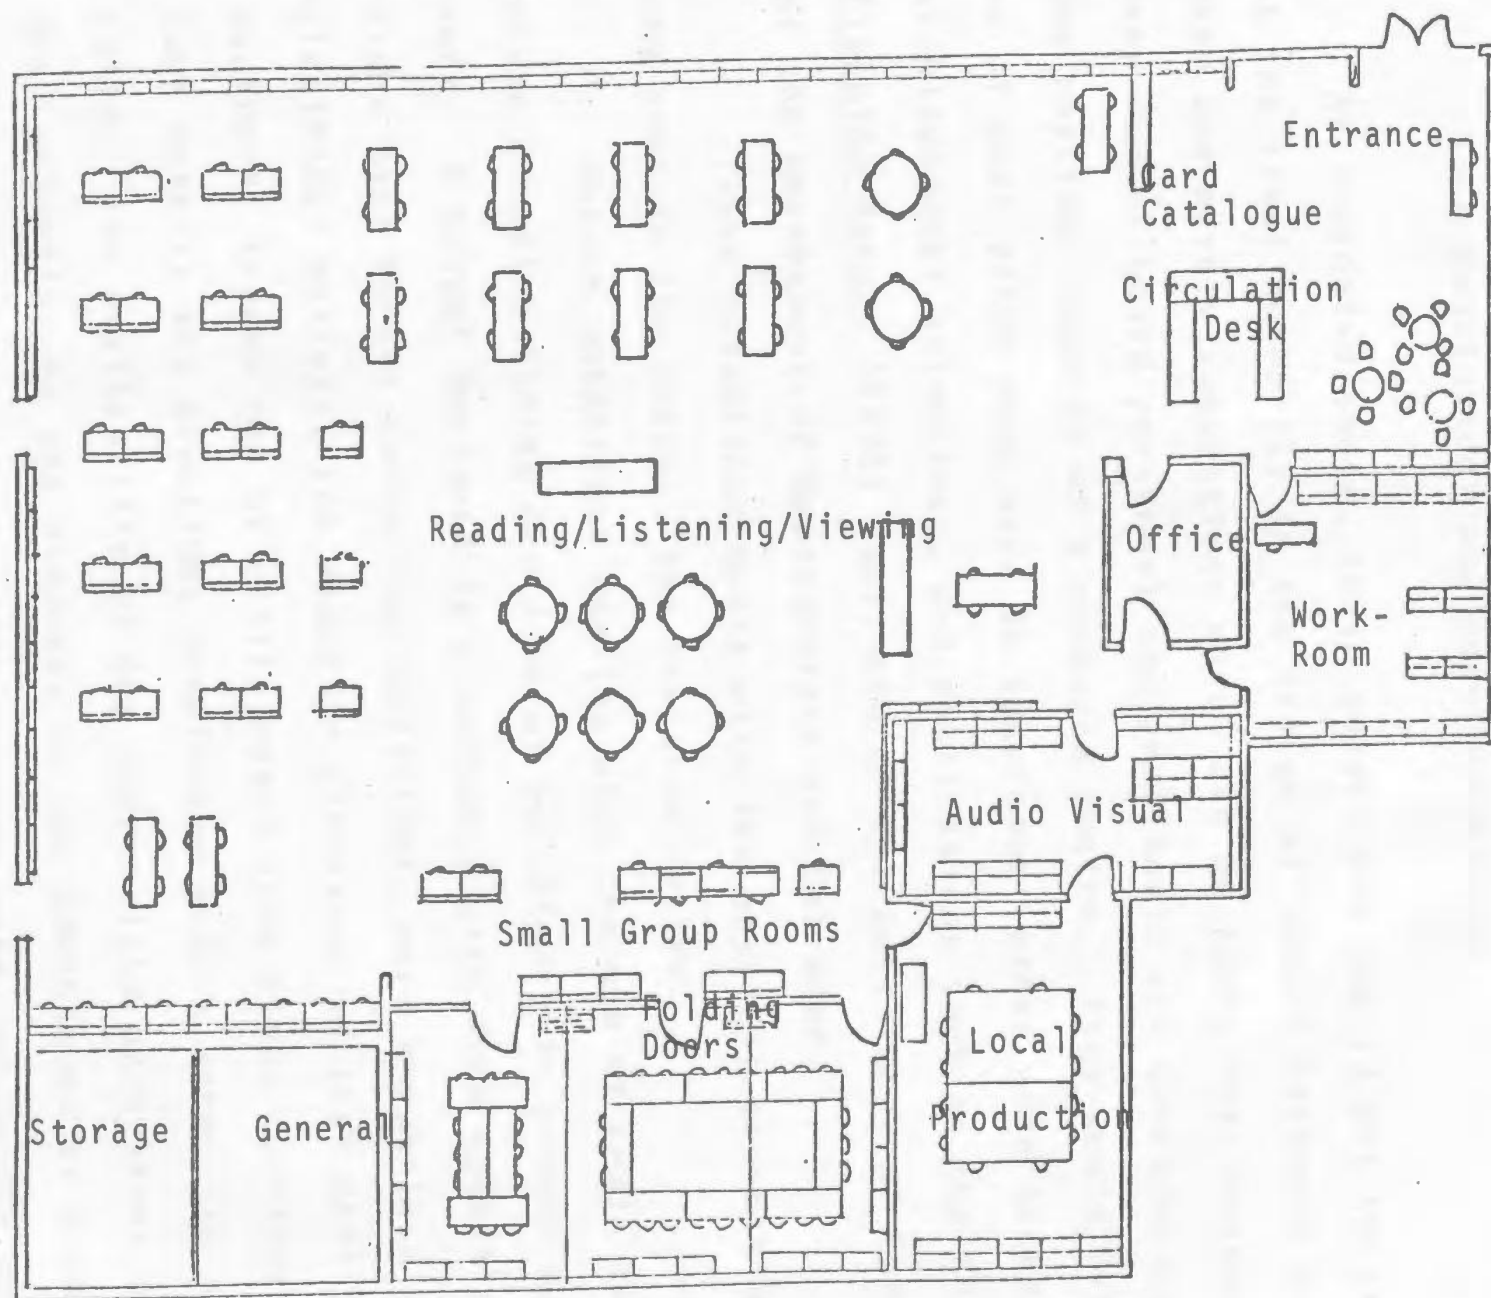 Entrance
Card
Catalogue
Circulation
Desk
Reading/Listening/Viewing
Office
Work-
Room
Audio Visual
Small Group Rooms
Folding
Doors
Local
Production
Storage
General